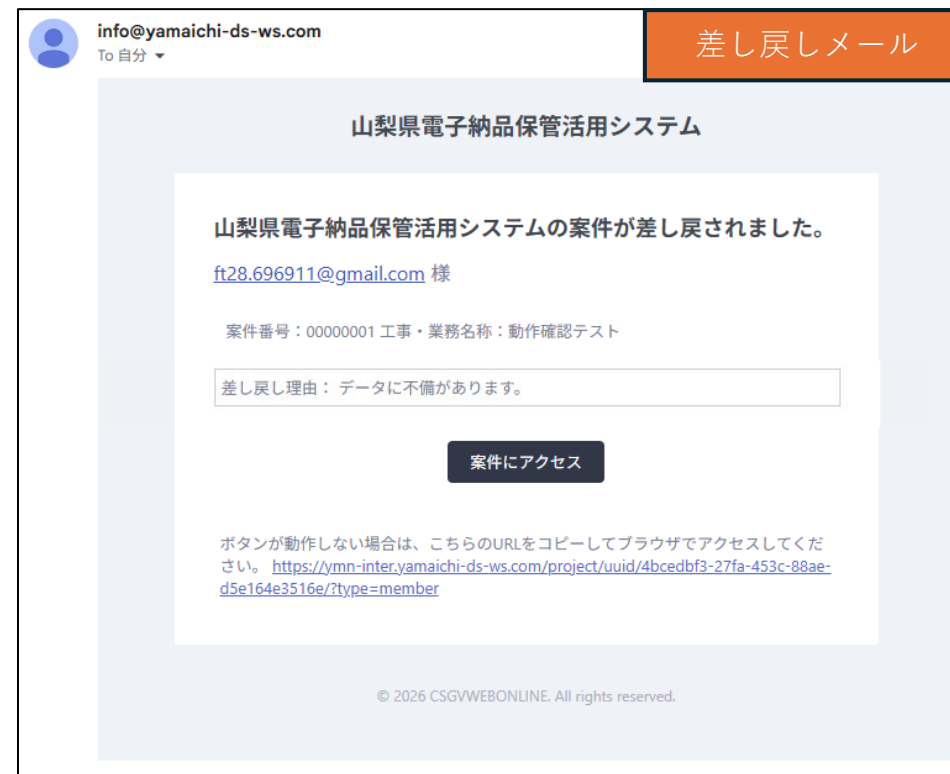 info@yamaichi-ds-ws.com
To 自分
差し戻しメール
山梨県電子納品保管活用システム
山梨県電子納品保管活用システムの案件が差し戻されました。
ft28.696911@gmail.com 様
案件番号：00000001 工事・業務名称：動作確認テスト
差し戻し理由： データに不備があります。
案件にアクセス
ボタンが動作しない場合は、こちらのURLをコピーしてブラウザでアクセスしてくだ
さい。 https://ymn-inter.yamaichi-ds-ws.com/project/uuid/4bcedbf3-27fa-453c-88ae-
d5e164e3516e/?type=member
© 2026 CSGVWEBONLINE. All rights reserved.